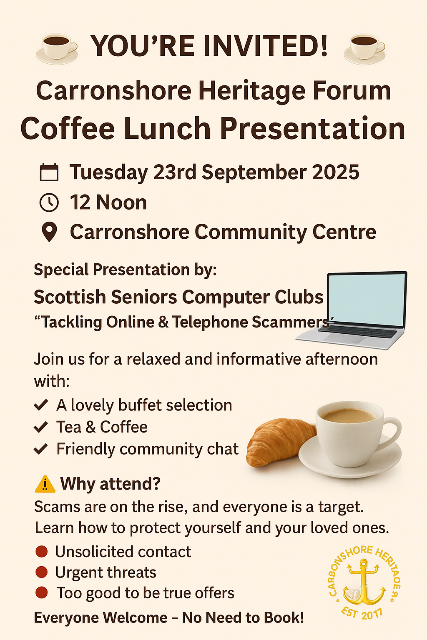 YOU'RE INVITED!
Carronshore Heritage Forum
Coffee Lunch Presentation
Tuesday 23rd September 2025
12 Noon
Carronshore Community Centre
Special Presentation by:
Scottish Seniors Computer Clubs
“Tackling Online & Telephone Scammers”
Join us for a relaxed and informative afternoon
with:
✔ A lovely buffet selection
✔ Tea & Coffee
✔ Friendly community chat
⚠ Why attend?
Scams are on the rise, and everyone is a target.
Learn how to protect yourself and your loved ones.
● Unsolicited contact
● Urgent threats
● Too good to be true offers
CARBONSHORE HERITAGER
EST 2017
Everyone Welcome – No Need to Book!